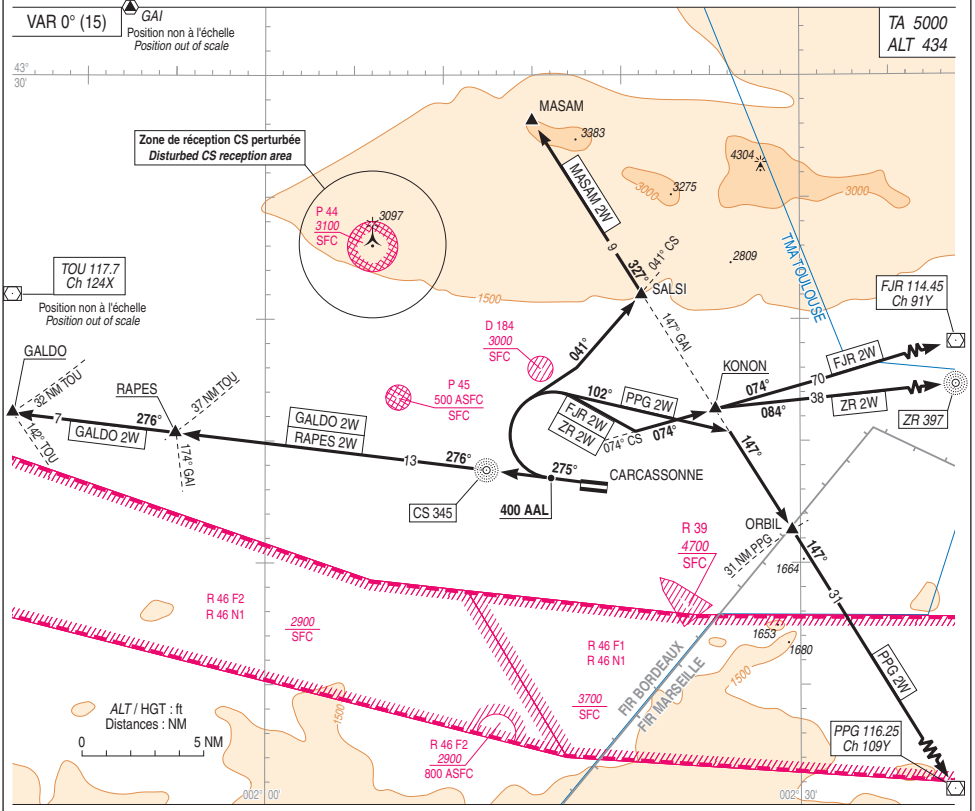 VAR 0° (15)
GAI
Position non à l'échelle
Position out of scale
TA 5000
ALT 434
43°
30'
MASAM
3383
Zone de réception CS perturbée
Disturbed CS reception area
4304
3275
3000
3000
MASAM 2W
P 44
3100
SFC
3097
9
327°
041° CS
2809
TMA TOULOUSE
TOU 117.7
Ch 124X
Position non à l'échelle
Position out of scale
SALSI
1500
FJR 114.45
Ch 91Y
147° GAI
D 184
3000
SFC
041°
GALDO
32 NM TOU
RAPES
37 NM TOU
P 45
500 ASFC
SFC
KONON
074°
70
FJR 2W
084°
38
ZR 2W
ZR 397
102°
PPG 2W
FJR 2W
ZR 2W
074° CS
074°
7
276°
GALDO 2W
142° TOU
174° GAI
GALDO 2W
RAPES 2W
13
276°
275°
CARCASSONNE
147°
CS 345
400 AAL
ORBIL
31 NM PPG
147°
R 39
4700
SFC
1664
31
R 46 F2
R 46 N1
2900
SFC
R 46 F1
R 46 N1
1653
1680
1500
PPG 2W
FIR BORDEAUX
FIR MARSEILLE
3700
SFC
ALT / HGT : ft
Distances : NM
0
5 NM
1500
R 46 F2
2900
800 ASFC
PPG 116.25
Ch 109Y
002° 00'
002° 30'